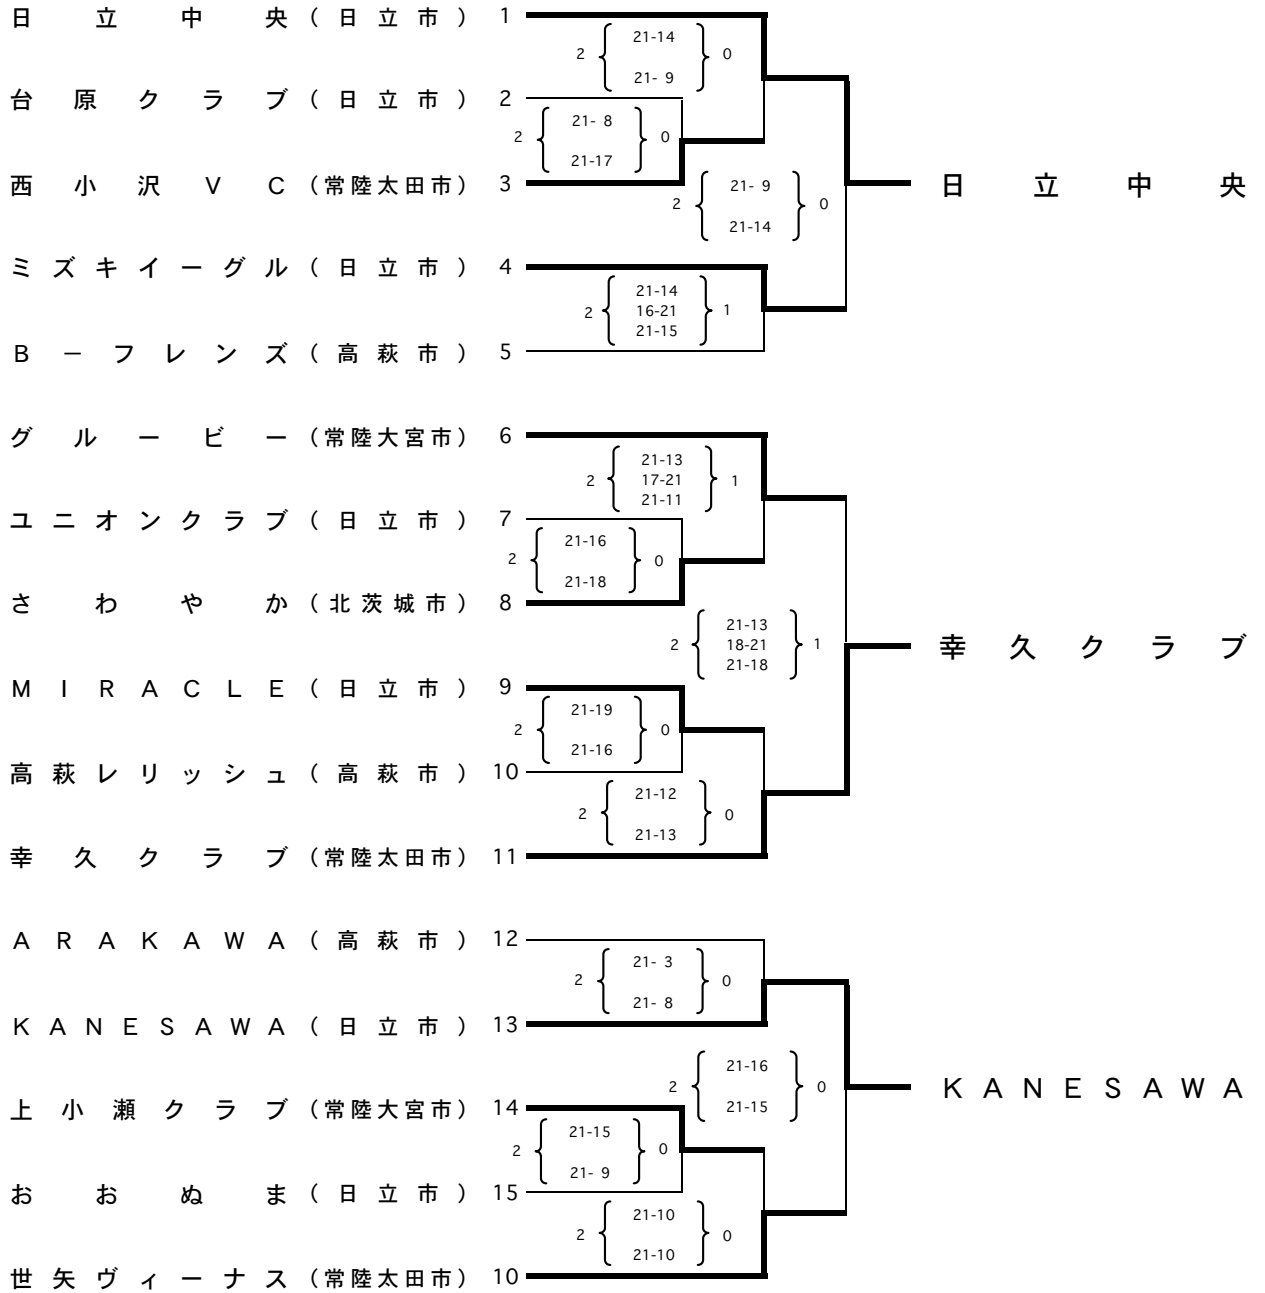 日立中央(日立市) 1
21-14
2 { } 0
21- 9
台原クラブ(日立市) 2
21- 8
2 { } 0
21-17
西小沢VC(常陸太田市) 3
21- 9
2 { } 0
21-14
日立中央
ミズキイーグル(日立市) 4
21-14
2 { 16-21 } 1
21-15
B－フレンズ(高萩市) 5
グルービー(常陸大宮市) 6
21-13
2 { 17-21 } 1
21-11
ユニオンクラブ(日立市) 7
21-16
2 { } 0
21-18
さわやか(北茨城市) 8
21-13
2 { 18-21 } 1
21-18
幸久クラブ
MIRACLE(日立市) 9
21-19
2 { } 0
21-16
高萩レリッシュ(高萩市) 10
21-12
2 { } 0
21-13
幸久クラブ(常陸太田市) 11
ARAKAWA(高萩市) 12
21- 3
2 { } 0
21- 8
KANESAWA(日立市) 13
21-16
2 { } 0
21-15
KANESAWA
上小瀬クラブ(常陸大宮市) 14
21-15
2 { } 0
21- 9
おおぬま(日立市) 15
21-10
2 { } 0
21-10
世矢ヴィーナス(常陸太田市) 10